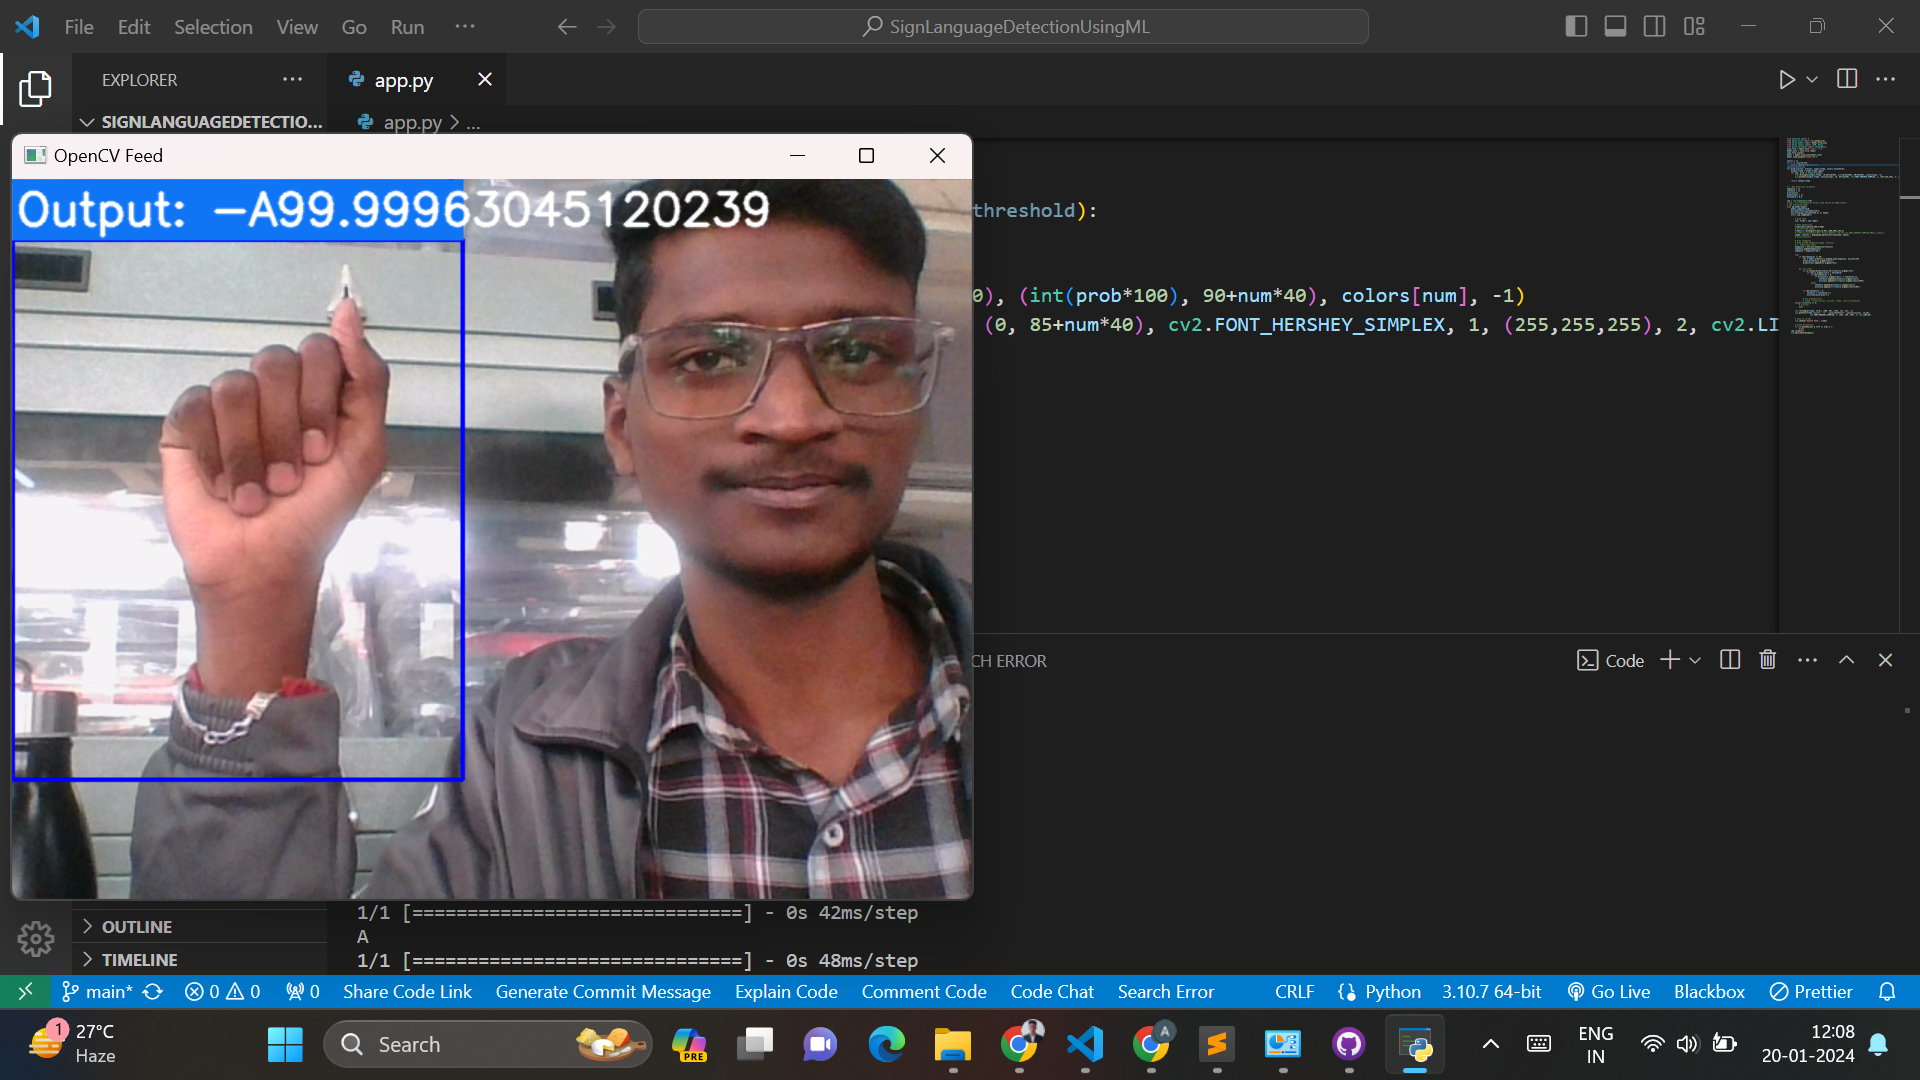 File Edit Selection View Go Run ...
SignLanguageDetectionUsingML
EXPLORER ...
app.py
SIGNLANGUAGEDETECTIO...
app.py > ...
OpenCV Feed
Output: -A99.99963045120239
threshold):
0), (int(prob*100), 90+num*40), colors[num], -1)
(0, 85+num*40), cv2.FONT_HERSHEY_SIMPLEX, 1, (255,255,255), 2, cv2.LI
CH ERROR
Code
1/1 [==============================] - 0s 42ms/step
A
1/1 [==============================] - 0s 48ms/step
OUTLINE
TIMELINE
main* 0 0 0 Share Code Link Generate Commit Message Explain Code Comment Code Code Chat Search Error CRLF Python 3.10.7 64-bit Go Live Blackbox Prettier
1 27°C
Haze
Search
PRE
A
ENG
IN
12:08
20-01-2024